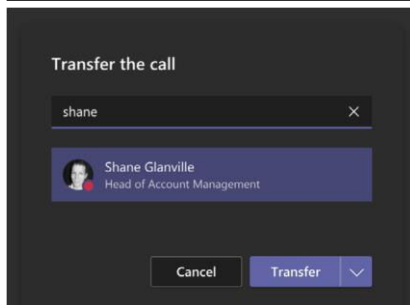 Transfer the call
shane
Shane Glanville
Head of Account Management
Cancel
Transfer